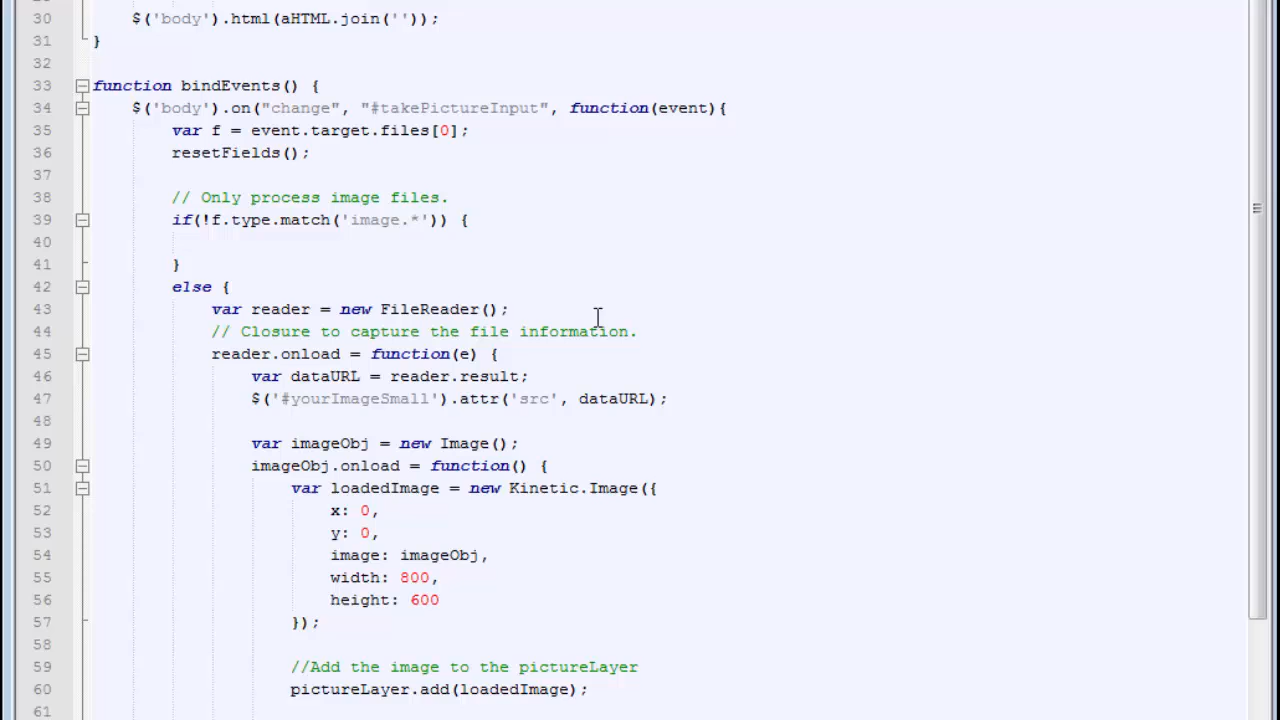 30 $('body').html(aHTML.join(''));
31 }
32
33 function bindEvents() {
34 $('body').on("change", "#takePictureInput", function(event){
35 var f = event.target.files[0];
36 resetFields();
37
38 // Only process image files.
39 if(!f.type.match('image.*')) {
40
41 }
42 else {
43 var reader = new FileReader();
44 // Closure to capture the file information.
45 reader.onload = function(e) {
46 var dataURL = reader.result;
47 $('#yourImageSmall').attr('src', dataURL);
48
49 var imageObj = new Image();
50 imageObj.onload = function() {
51 var loadedImage = new Kinetic.Image({
52 x: 0,
53 y: 0,
54 image: imageObj,
55 width: 800,
56 height: 600
57 });
58
59 //Add the image to the pictureLayer
60 pictureLayer.add(loadedImage);
61